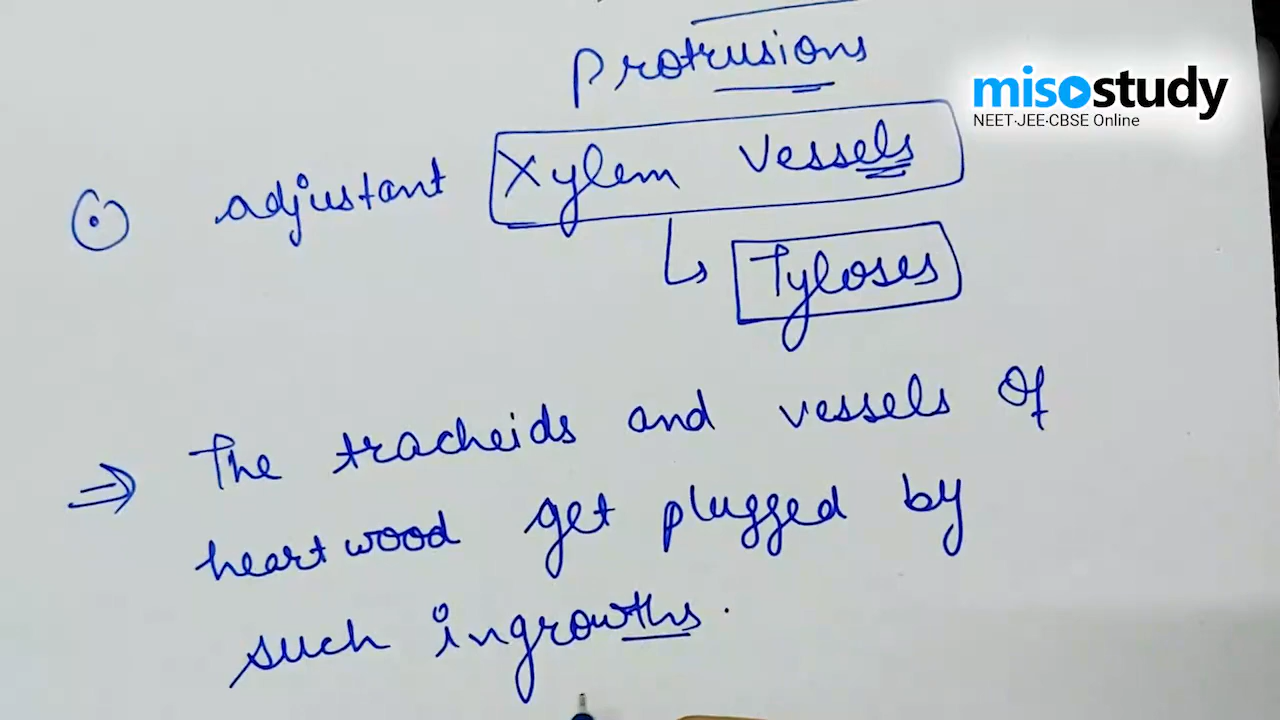 Protrusions
misostudy
NEET·JEE·CBSE Online
adjustant Xylem Vessels
Tyloses
The tracheids and vessels of
heartwood get plugged by
such ingrowths.